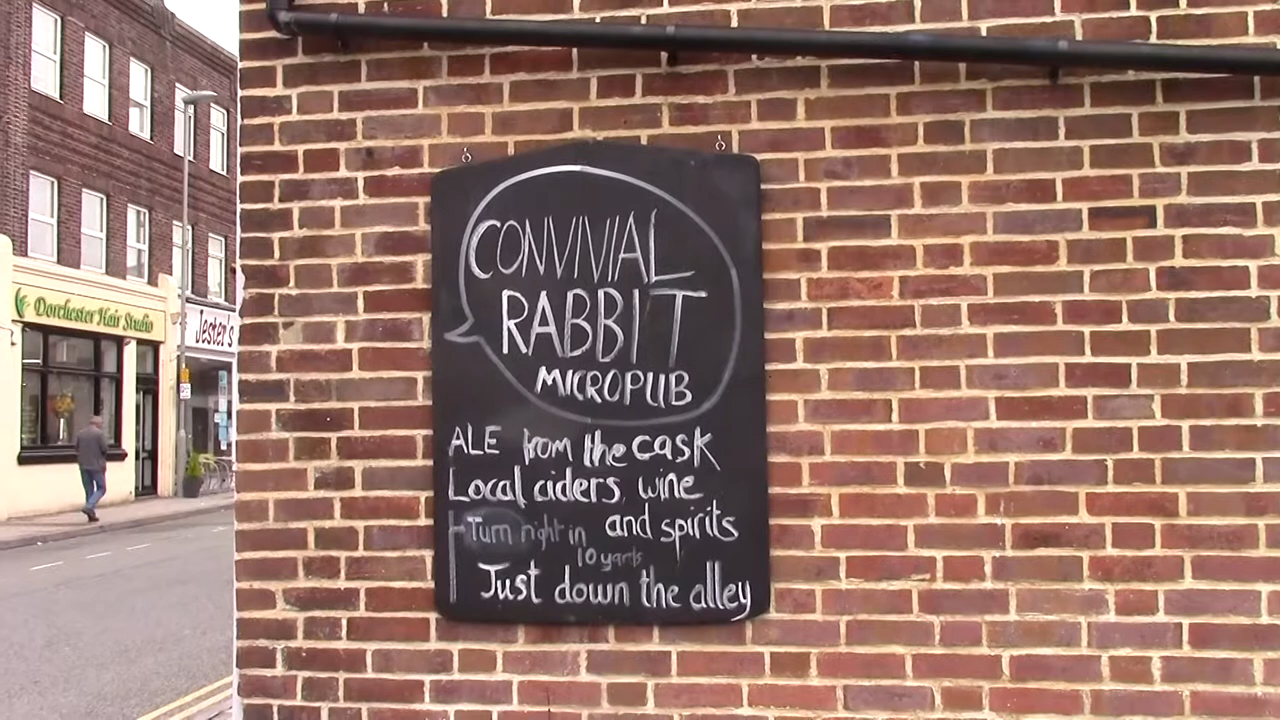 Dorchester Hair Studio
Jester's
CONVIVIAL
RABBIT
MICROPUB
ALE from the cask
Local ciders, wine
and spirits
Turn right in
10 yards
Just down the alley